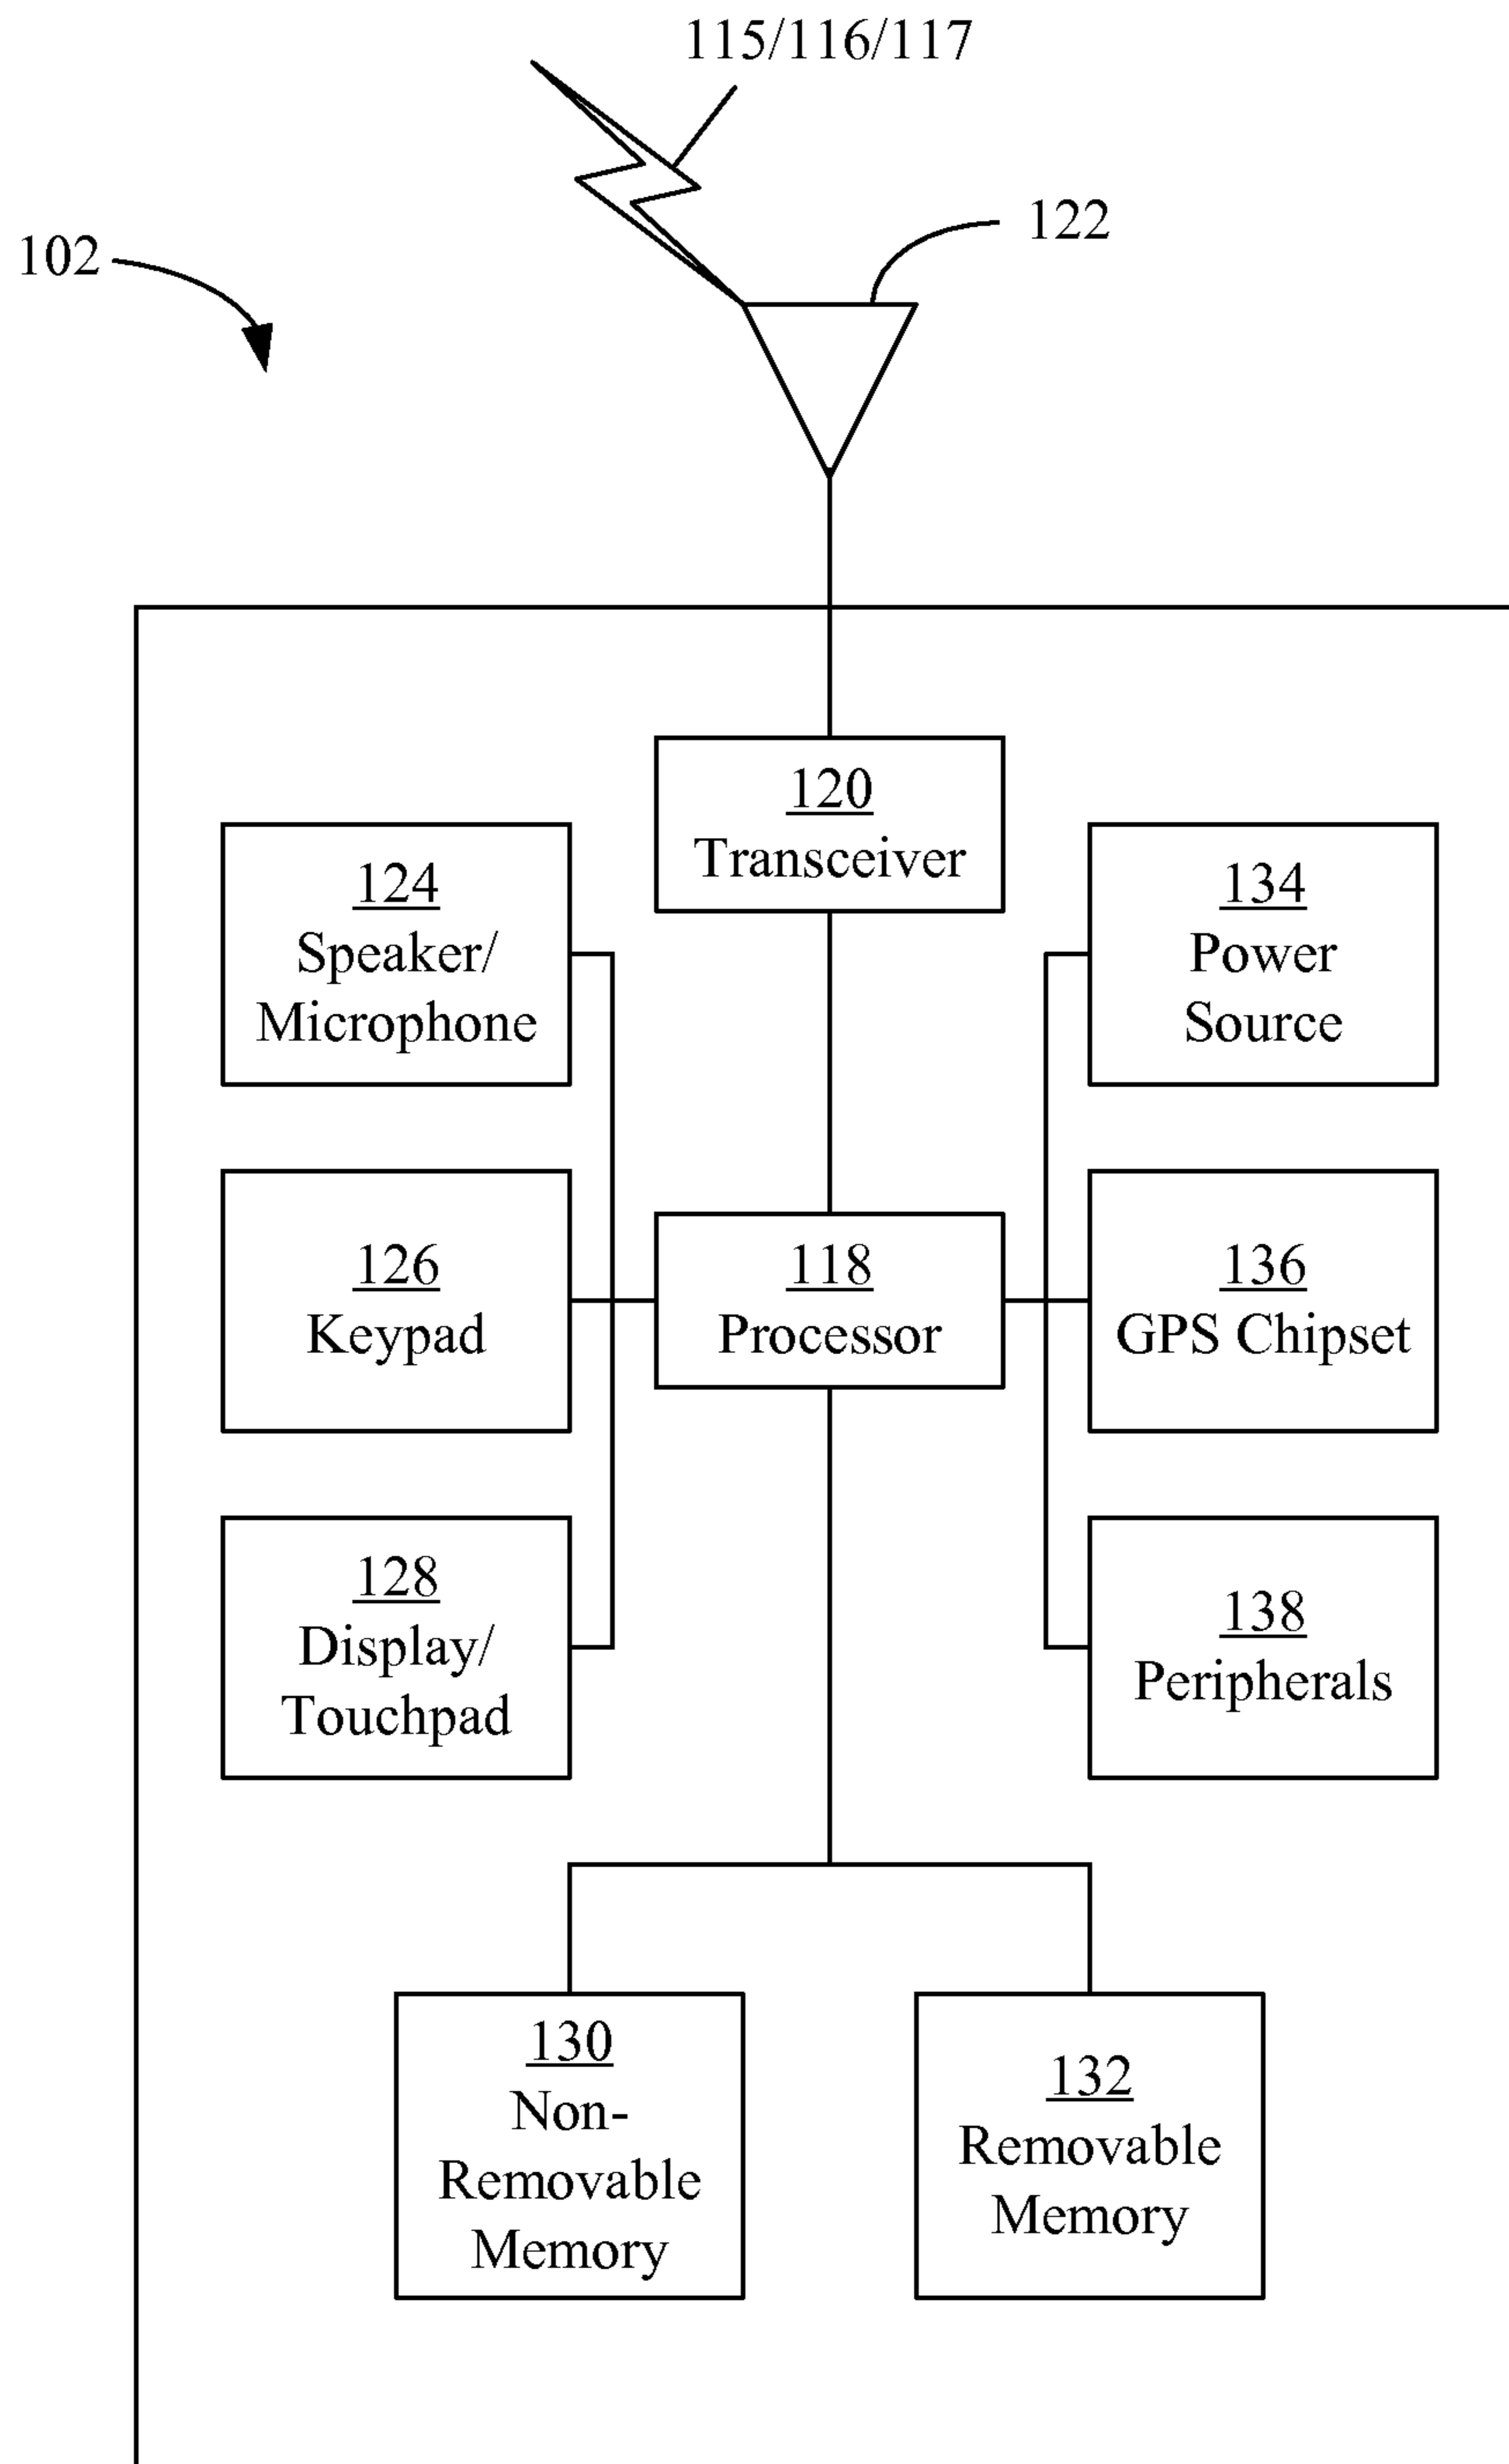 115/116/117
122
102
120
Transceiver
124
Speaker/
Microphone
134
Power
Source
126
Keypad
118
Processor
136
GPS Chipset
128
Display/
Touchpad
138
Peripherals
130
Non-
Removable
Memory
132
Removable
Memory